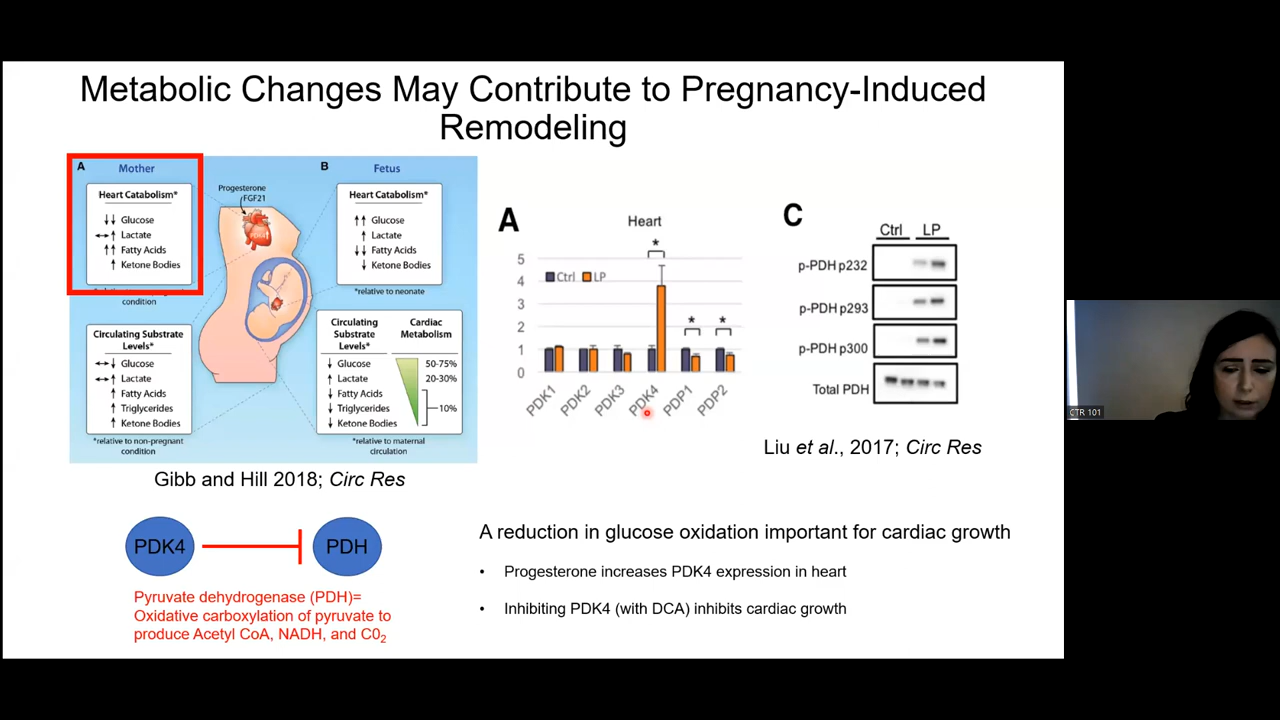 Metabolic Changes May Contribute to Pregnancy-Induced
Remodeling
A
Mother
Heart Catabolism*
↓↓ Glucose
↔↑ Lactate
↑↑ Fatty Acids
↑ Ketone Bodies
condition
Circulating Substrate
Levels*
↔↓ Glucose
↔↑ Lactate
↑ Fatty Acids
↑ Triglycerides
↑ Ketone Bodies
*relative to non-pregnant
condition
Progesterone
FGF21
B
Fetus
Heart Catabolism*
↑↑ Glucose
↑ Lactate
↓↓ Fatty Acids
↓ Ketone Bodies
*relative to neonate
Circulating
Substrate
Levels*
Cardiac
Metabolism
↓ Glucose
50-75%
↑ Lactate
20-30%
↓ Fatty Acids
↓ Triglycerides
~10%
↓ Ketone Bodies
*relative to maternal
circulation
Gibb and Hill 2018; Circ Res
A
Heart
Ctrl LP
5
4
3
2
1
0
*
*
*
PDK1
PDK2
PDK3
PDK4
PDP1
PDP2
C
Ctrl LP
p-PDH p232
p-PDH p293
p-PDH p300
Total PDH
Liu et al., 2017; Circ Res
PDK4
PDH
Pyruvate dehydrogenase (PDH)=
Oxidative carboxylation of pyruvate to
produce Acetyl CoA, NADH, and C0₂
A reduction in glucose oxidation important for cardiac growth
• Progesterone increases PDK4 expression in heart
• Inhibiting PDK4 (with DCA) inhibits cardiac growth
CTR 101